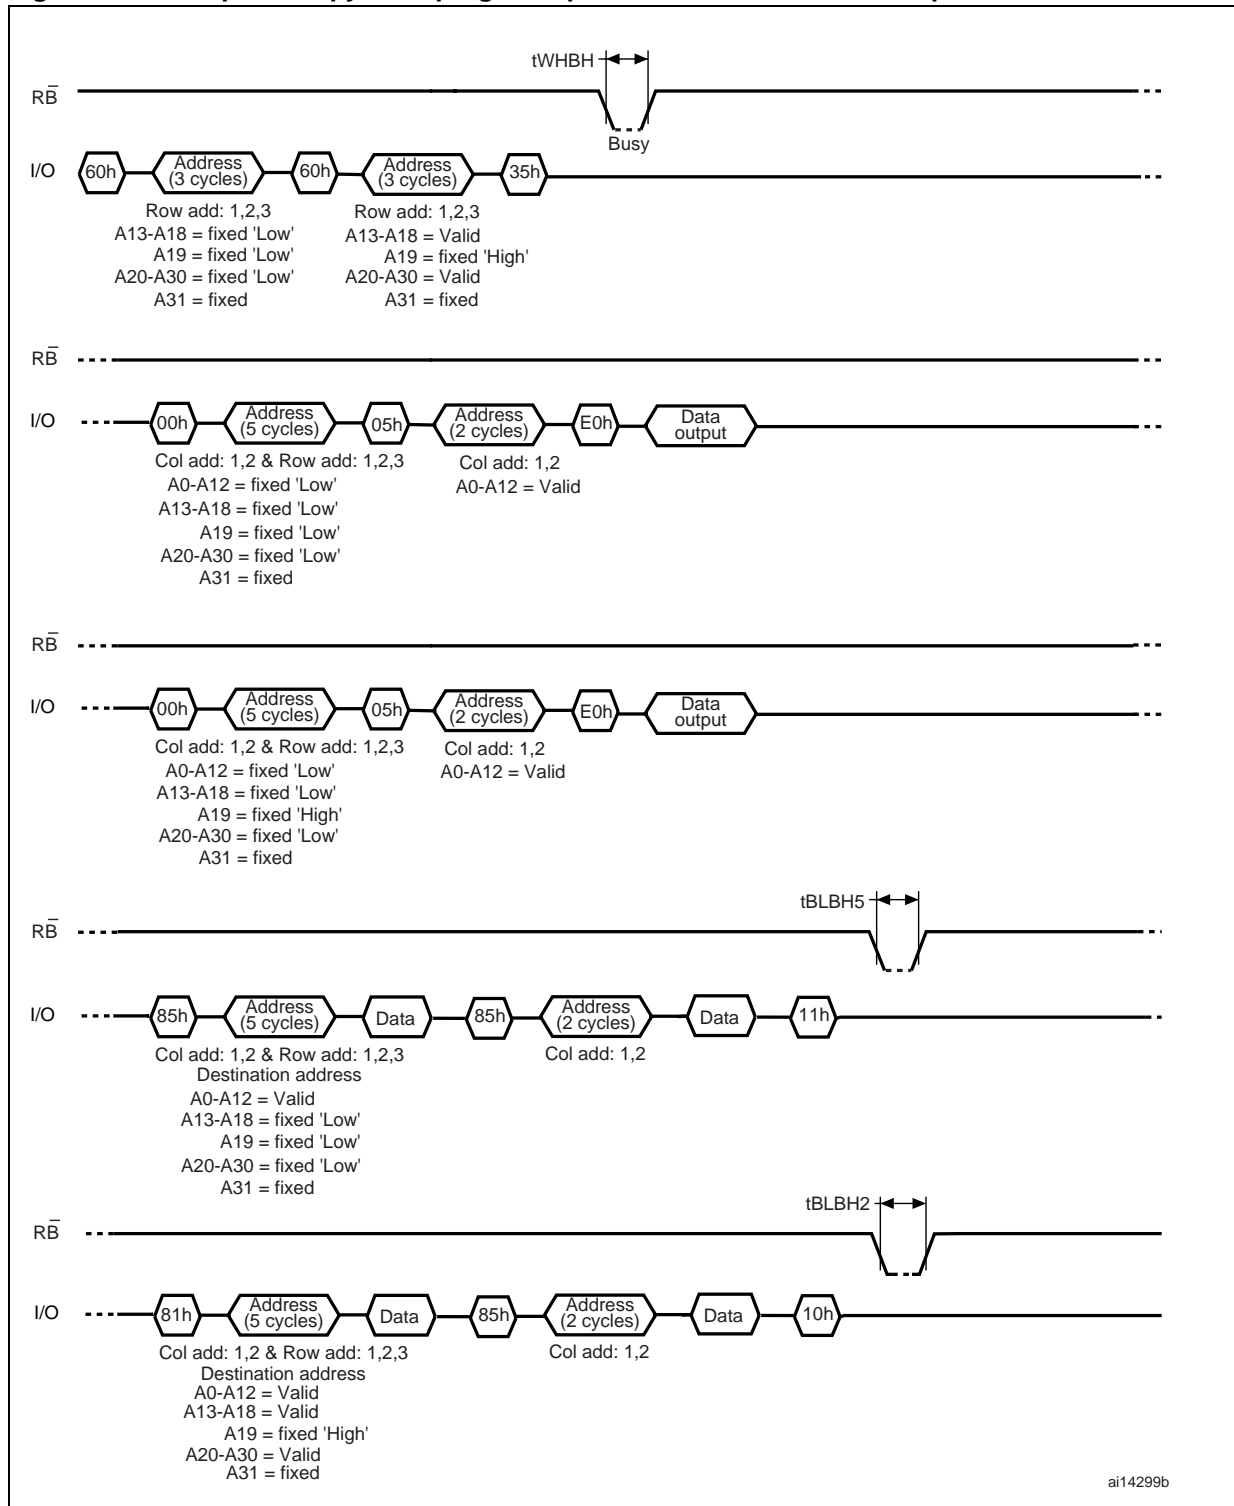 tWHBH
RB̅
Busy
I/O 60h Address (3 cycles) 60h Address (3 cycles) 35h
Row add: 1,2,3 Row add: 1,2,3
A13-A18 = fixed 'Low' A13-A18 = Valid
A19 = fixed 'Low' A19 = fixed 'High'
A20-A30 = fixed 'Low' A20-A30 = Valid
A31 = fixed A31 = fixed
RB̅
I/O 00h Address (5 cycles) 05h Address (2 cycles) E0h Data output
Col add: 1,2 & Row add: 1,2,3 Col add: 1,2
A0-A12 = fixed 'Low' A0-A12 = Valid
A13-A18 = fixed 'Low'
A19 = fixed 'Low'
A20-A30 = fixed 'Low'
A31 = fixed
RB̅
I/O 00h Address (5 cycles) 05h Address (2 cycles) E0h Data output
Col add: 1,2 & Row add: 1,2,3 Col add: 1,2
A0-A12 = fixed 'Low' A0-A12 = Valid
A13-A18 = fixed 'Low'
A19 = fixed 'High'
A20-A30 = fixed 'Low'
A31 = fixed
tBLBH5
RB̅
I/O 85h Address (5 cycles) Data 85h Address (2 cycles) Data 11h
Col add: 1,2 & Row add: 1,2,3 Col add: 1,2
Destination address
A0-A12 = Valid
A13-A18 = fixed 'Low'
A19 = fixed 'Low'
A20-A30 = fixed 'Low'
A31 = fixed
tBLBH2
RB̅
I/O 81h Address (5 cycles) Data 85h Address (2 cycles) Data 10h
Col add: 1,2 & Row add: 1,2,3 Col add: 1,2
Destination address
A0-A12 = Valid
A13-A18 = Valid
A19 = fixed 'High'
A20-A30 = Valid
A31 = fixed
ai14299b